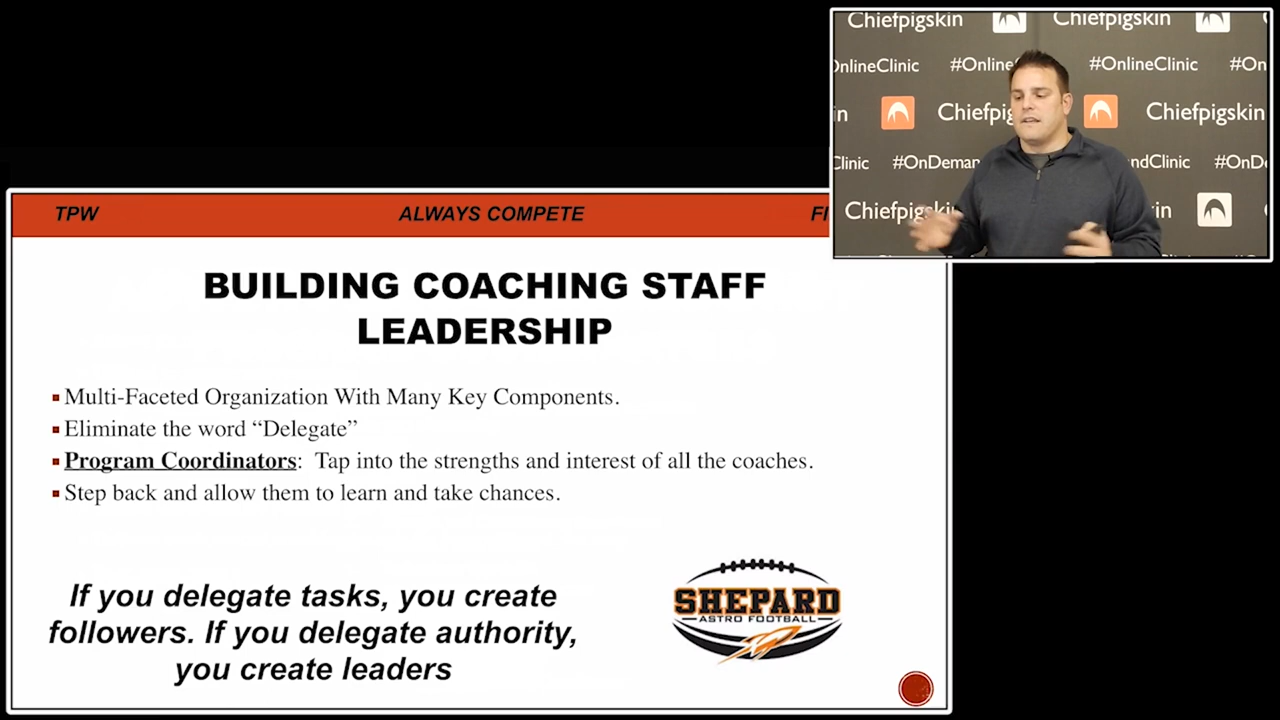 Chiefpigskin Chiefpigskin
#OnlineClinic
Chiefpigskin
#OnDeman
Chiefpigskin
TPW ALWAYS COMPETE
BUILDING COACHING STAFF
LEADERSHIP
Multi-Faceted Organization With Many Key Components.
Eliminate the word “Delegate”
Program Coordinators: Tap into the strengths and interest of all the coaches.
Step back and allow them to learn and take chances.
If you delegate tasks, you create
followers. If you delegate authority,
you create leaders
SHEPARD
ASTRO FOOTBALL